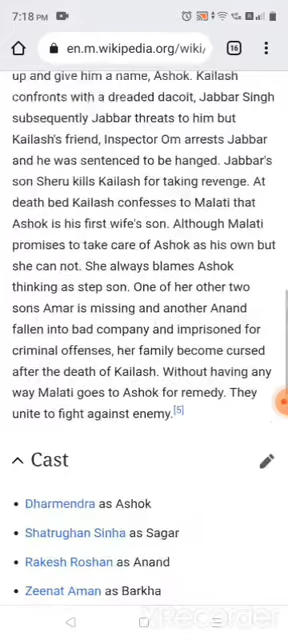 7:18 PM
en.m.wikipedia.org/wiki/
16
up and give him a name, Ashok. Kailash
confronts with a dreaded dacoit, Jabbar Singh
subsequently Jabbar threats to him but
Kailash's friend, Inspector Om arrests Jabbar
and he was sentenced to be hanged. Jabbar's
son Sheru kills Kailash for taking revenge. At
death bed Kailash confesses to Malati that
Ashok is his first wife's son. Although Malati
promises to take care of Ashok as his own but
she can not. She always blames Ashok
thinking as step son. One of her other two
sons Amar is missing and another Anand
fallen into bad company and imprisoned for
criminal offenses, her family become cursed
after the death of Kailash. Without having any
way Malati goes to Ashok for remedy. They
unite to fight against enemy.[5]
Cast
• Dharmendra as Ashok
• Shatrughan Sinha as Sagar
• Rakesh Roshan as Anand
• Zeenat Aman as Barkha
XRecorder